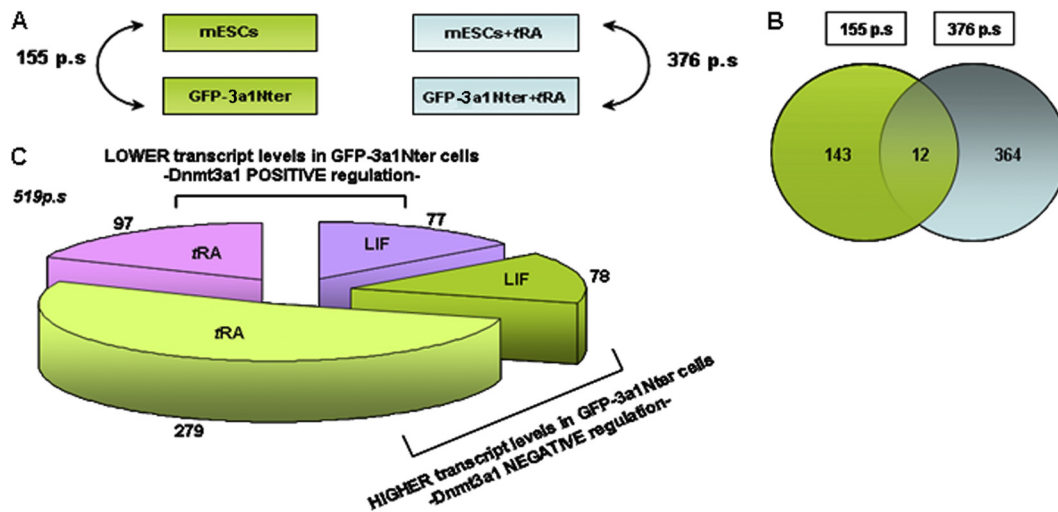 A
mESCs
mESCs+tRA
155 p.s
376 p.s
GFP-3a1Nter
GFP-3a1Nter+tRA
B
155 p.s
376 p.s
143
12
364
C
LOWER transcript levels in GFP-3a1Nter cells
-Dnmt3a1 POSITIVE regulation-
519p.s
97
77
tRA
LIF
LIF
78
tRA
279
HIGHER transcript levels in GFP-3a1Nter cells
-Dnmt3a1 NEGATIVE regulation-